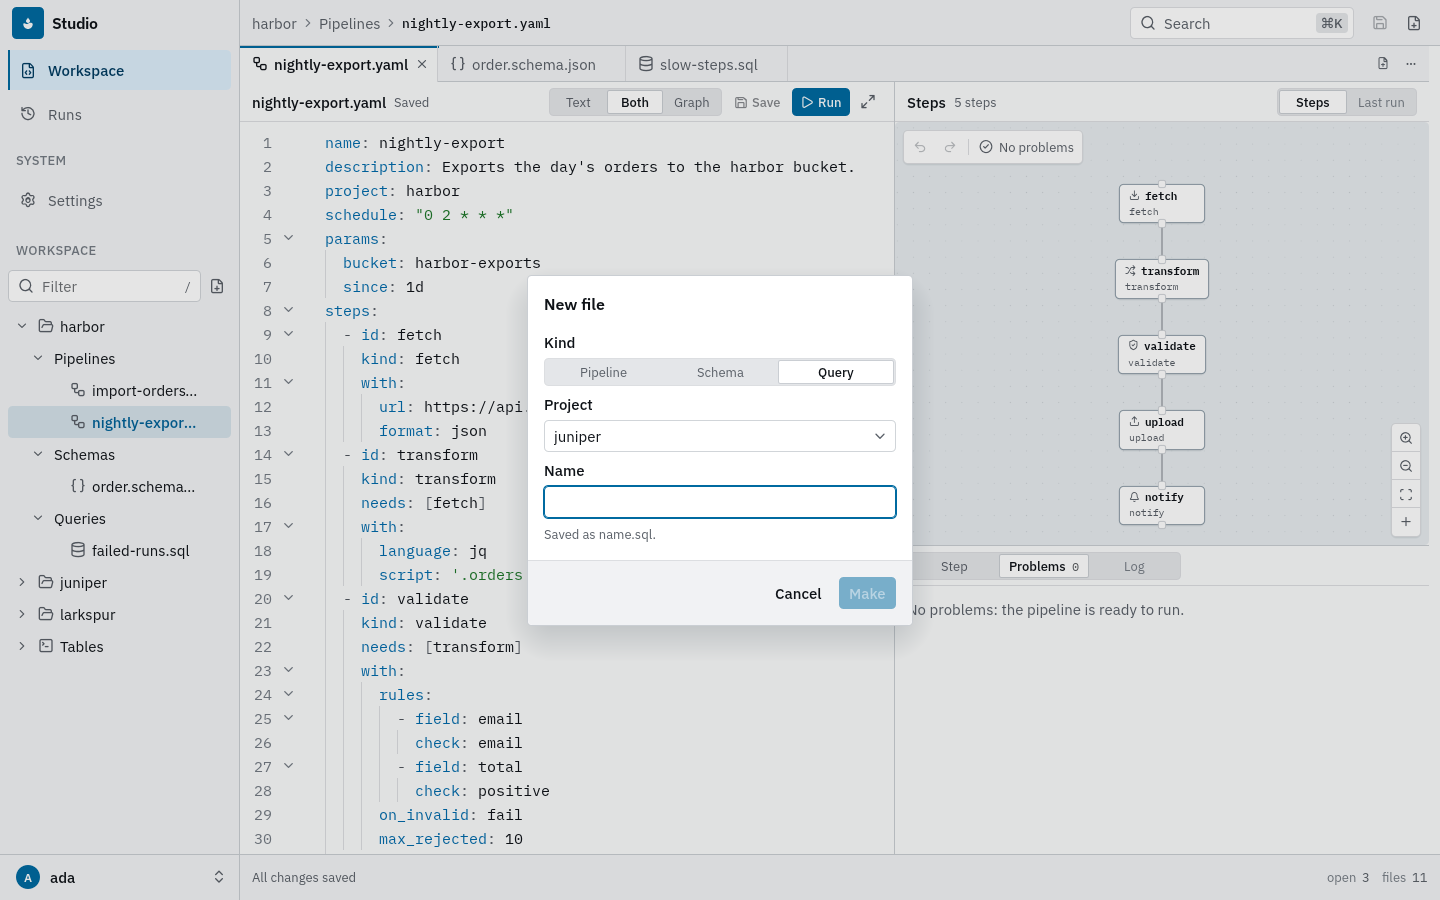 Studio
harbor
Pipelines
nightly-export.yaml
Search
⌘K
Workspace
Runs
SYSTEM
Settings
WORKSPACE
Filter
/
harbor
Pipelines
import-orders...
nightly-expor...
Schemas
order.schema...
Queries
failed-runs.sql
juniper
larkspur
Tables
A
ada
nightly-export.yaml
order.schema.json
slow-steps.sql
nightly-export.yaml
Saved
Text
Both
Graph
Save
Run
1 name: nightly-export
2 description: Exports the day's orders to the harbor bucket.
3 project: harbor
4 schedule: "0 2 * * *"
5 params:
6 bucket: harbor-exports
7 since: 1d
8 steps:
9 - id: fetch
10 kind: fetch
11 with:
12 url: https://api.
13 format: json
14 - id: transform
15 kind: transform
16 needs: [fetch]
17 with:
18 language: jq
19 script: '.orders
20 - id: validate
21 kind: validate
22 needs: [transform]
23 with:
24 rules:
25 - field: email
26 check: email
27 - field: total
28 check: positive
29 on_invalid: fail
30 max_rejected: 10
Steps
5 steps
Steps
Last run
No problems
fetch
fetch
transform
transform
validate
validate
upload
upload
notify
notify
Step
Problems 0
Log
No problems: the pipeline is ready to run.
New file
Kind
Pipeline
Schema
Query
Project
juniper
Name
Saved as name.sql.
Cancel
Make
All changes saved
open 3
files 11